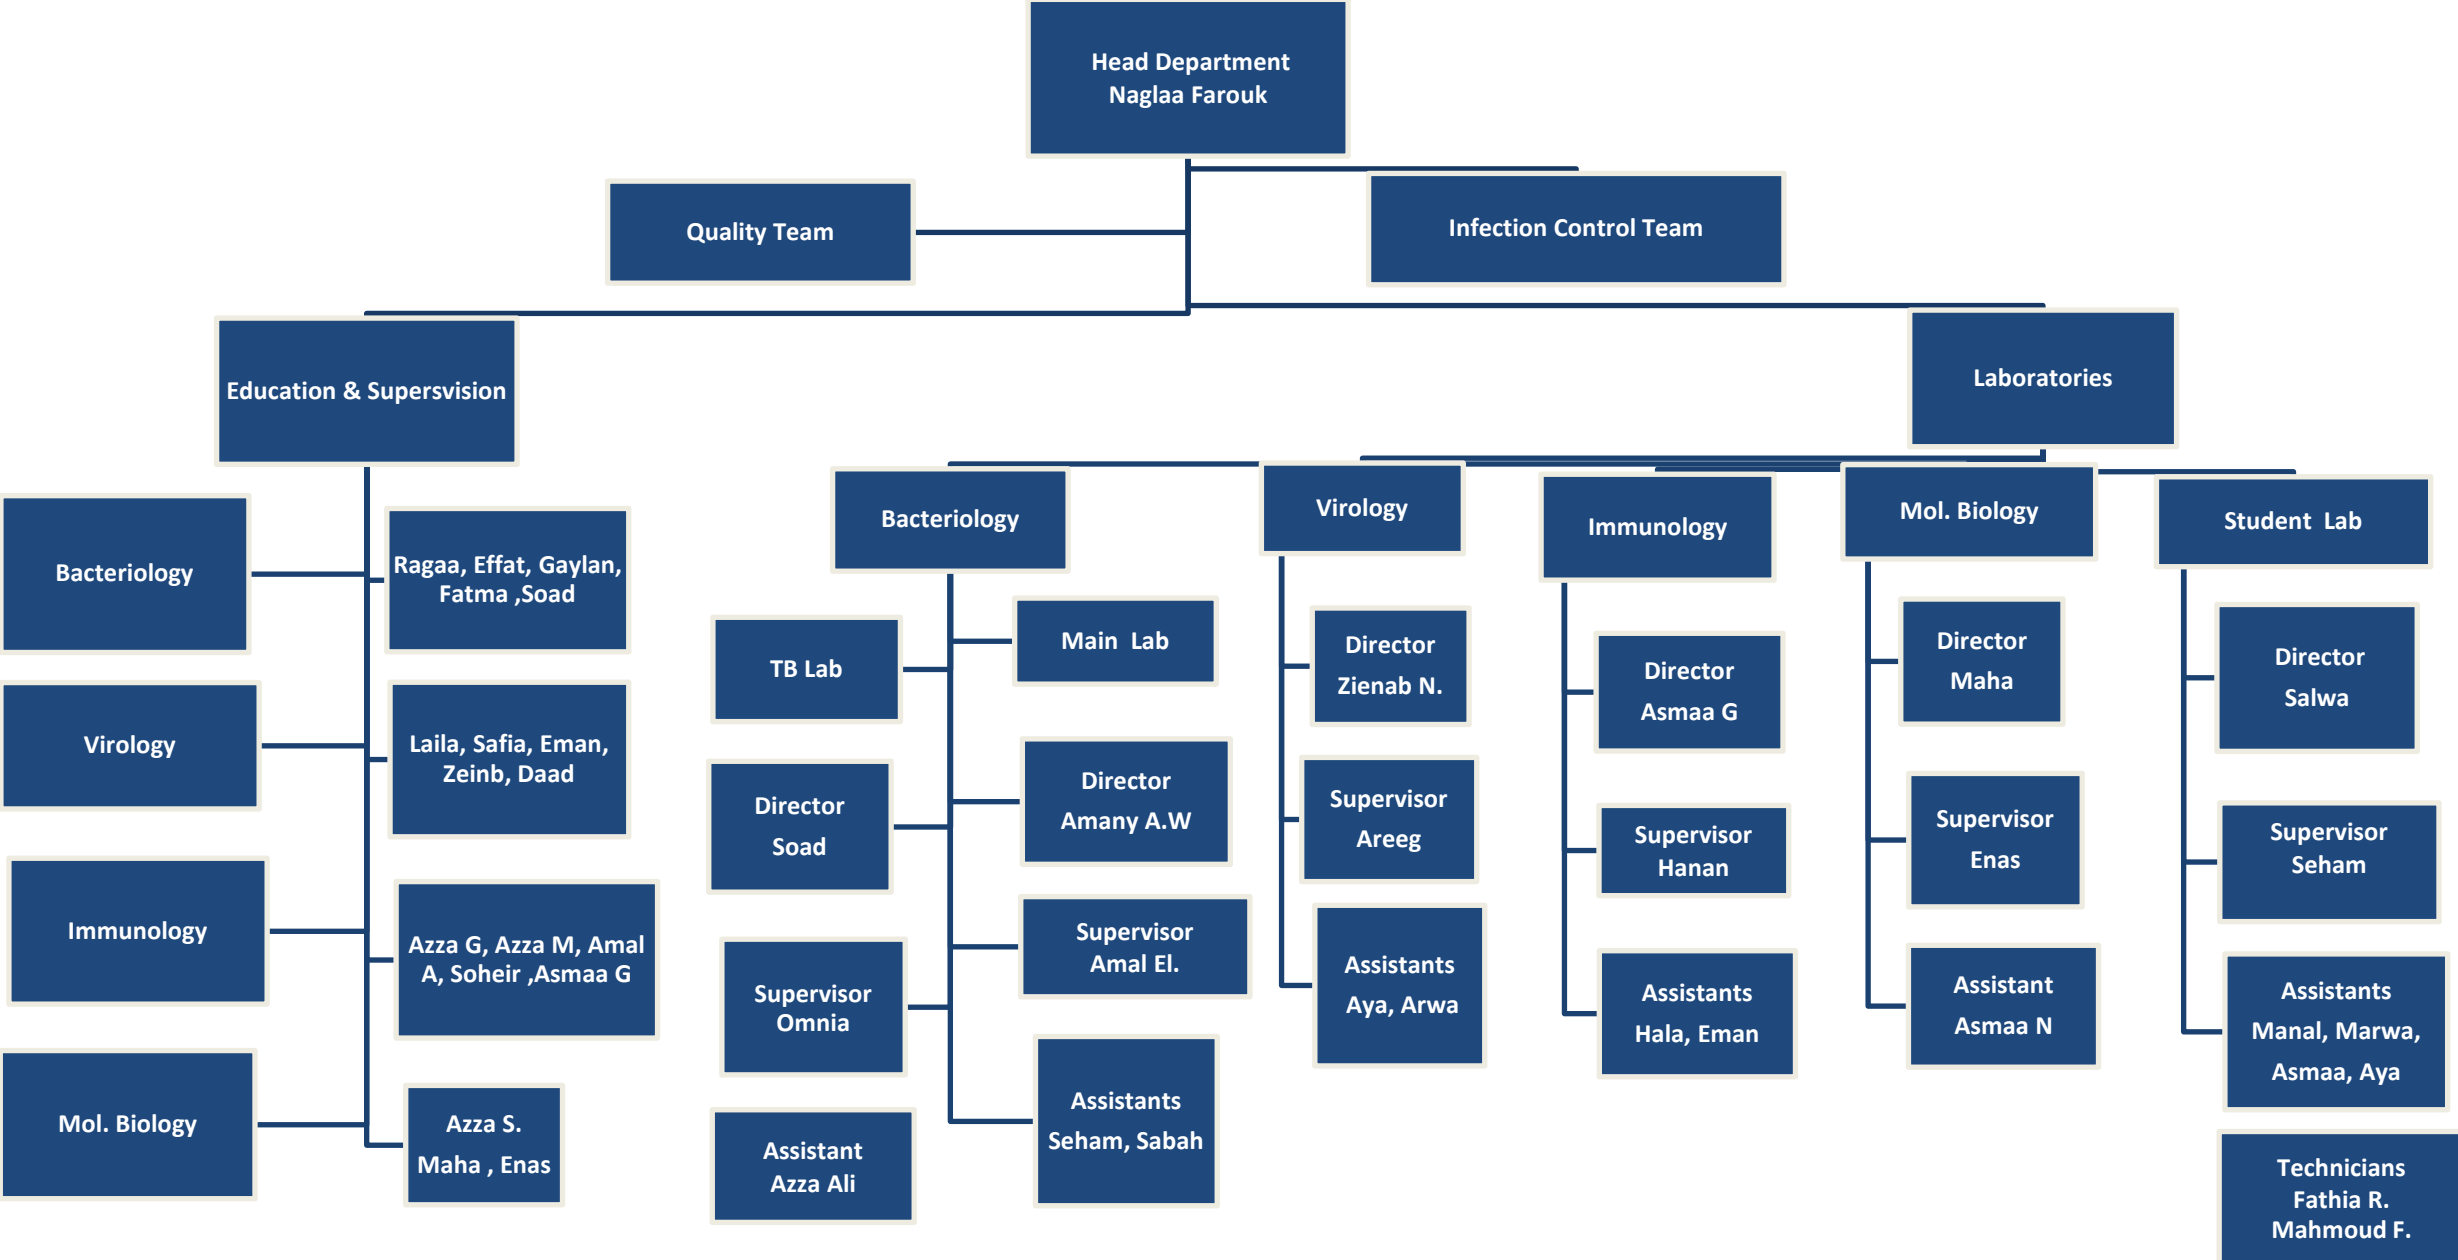 Head Department
Naglaa Farouk
Quality Team
Infection Control Team
Education & Supersvision
Laboratories
Bacteriology
Ragaa, Effat, Gaylan,
Fatma ,Soad
Virology
Laila, Safia, Eman,
Zeinb, Daad
Immunology
Azza G, Azza M, Amal
A, Soheir ,Asmaa G
Mol. Biology
Azza S.
Maha , Enas
Bacteriology
TB Lab
Director
Soad
Supervisor
Omnia
Assistant
Azza Ali
Main  Lab
Director
Amany A.W
Supervisor
Amal El.
Assistants
Seham, Sabah
Virology
Director
Zienab N.
Supervisor
Areeg
Assistants
Aya, Arwa
Immunology
Director
Asmaa G
Supervisor
Hanan
Assistants
Hala, Eman
Mol. Biology
Director
Maha
Supervisor
Enas
Assistant
Asmaa N
Student  Lab
Director
Salwa
Supervisor
Seham
Assistants
Manal, Marwa,
Asmaa, Aya
Technicians
Fathia R.
Mahmoud F.